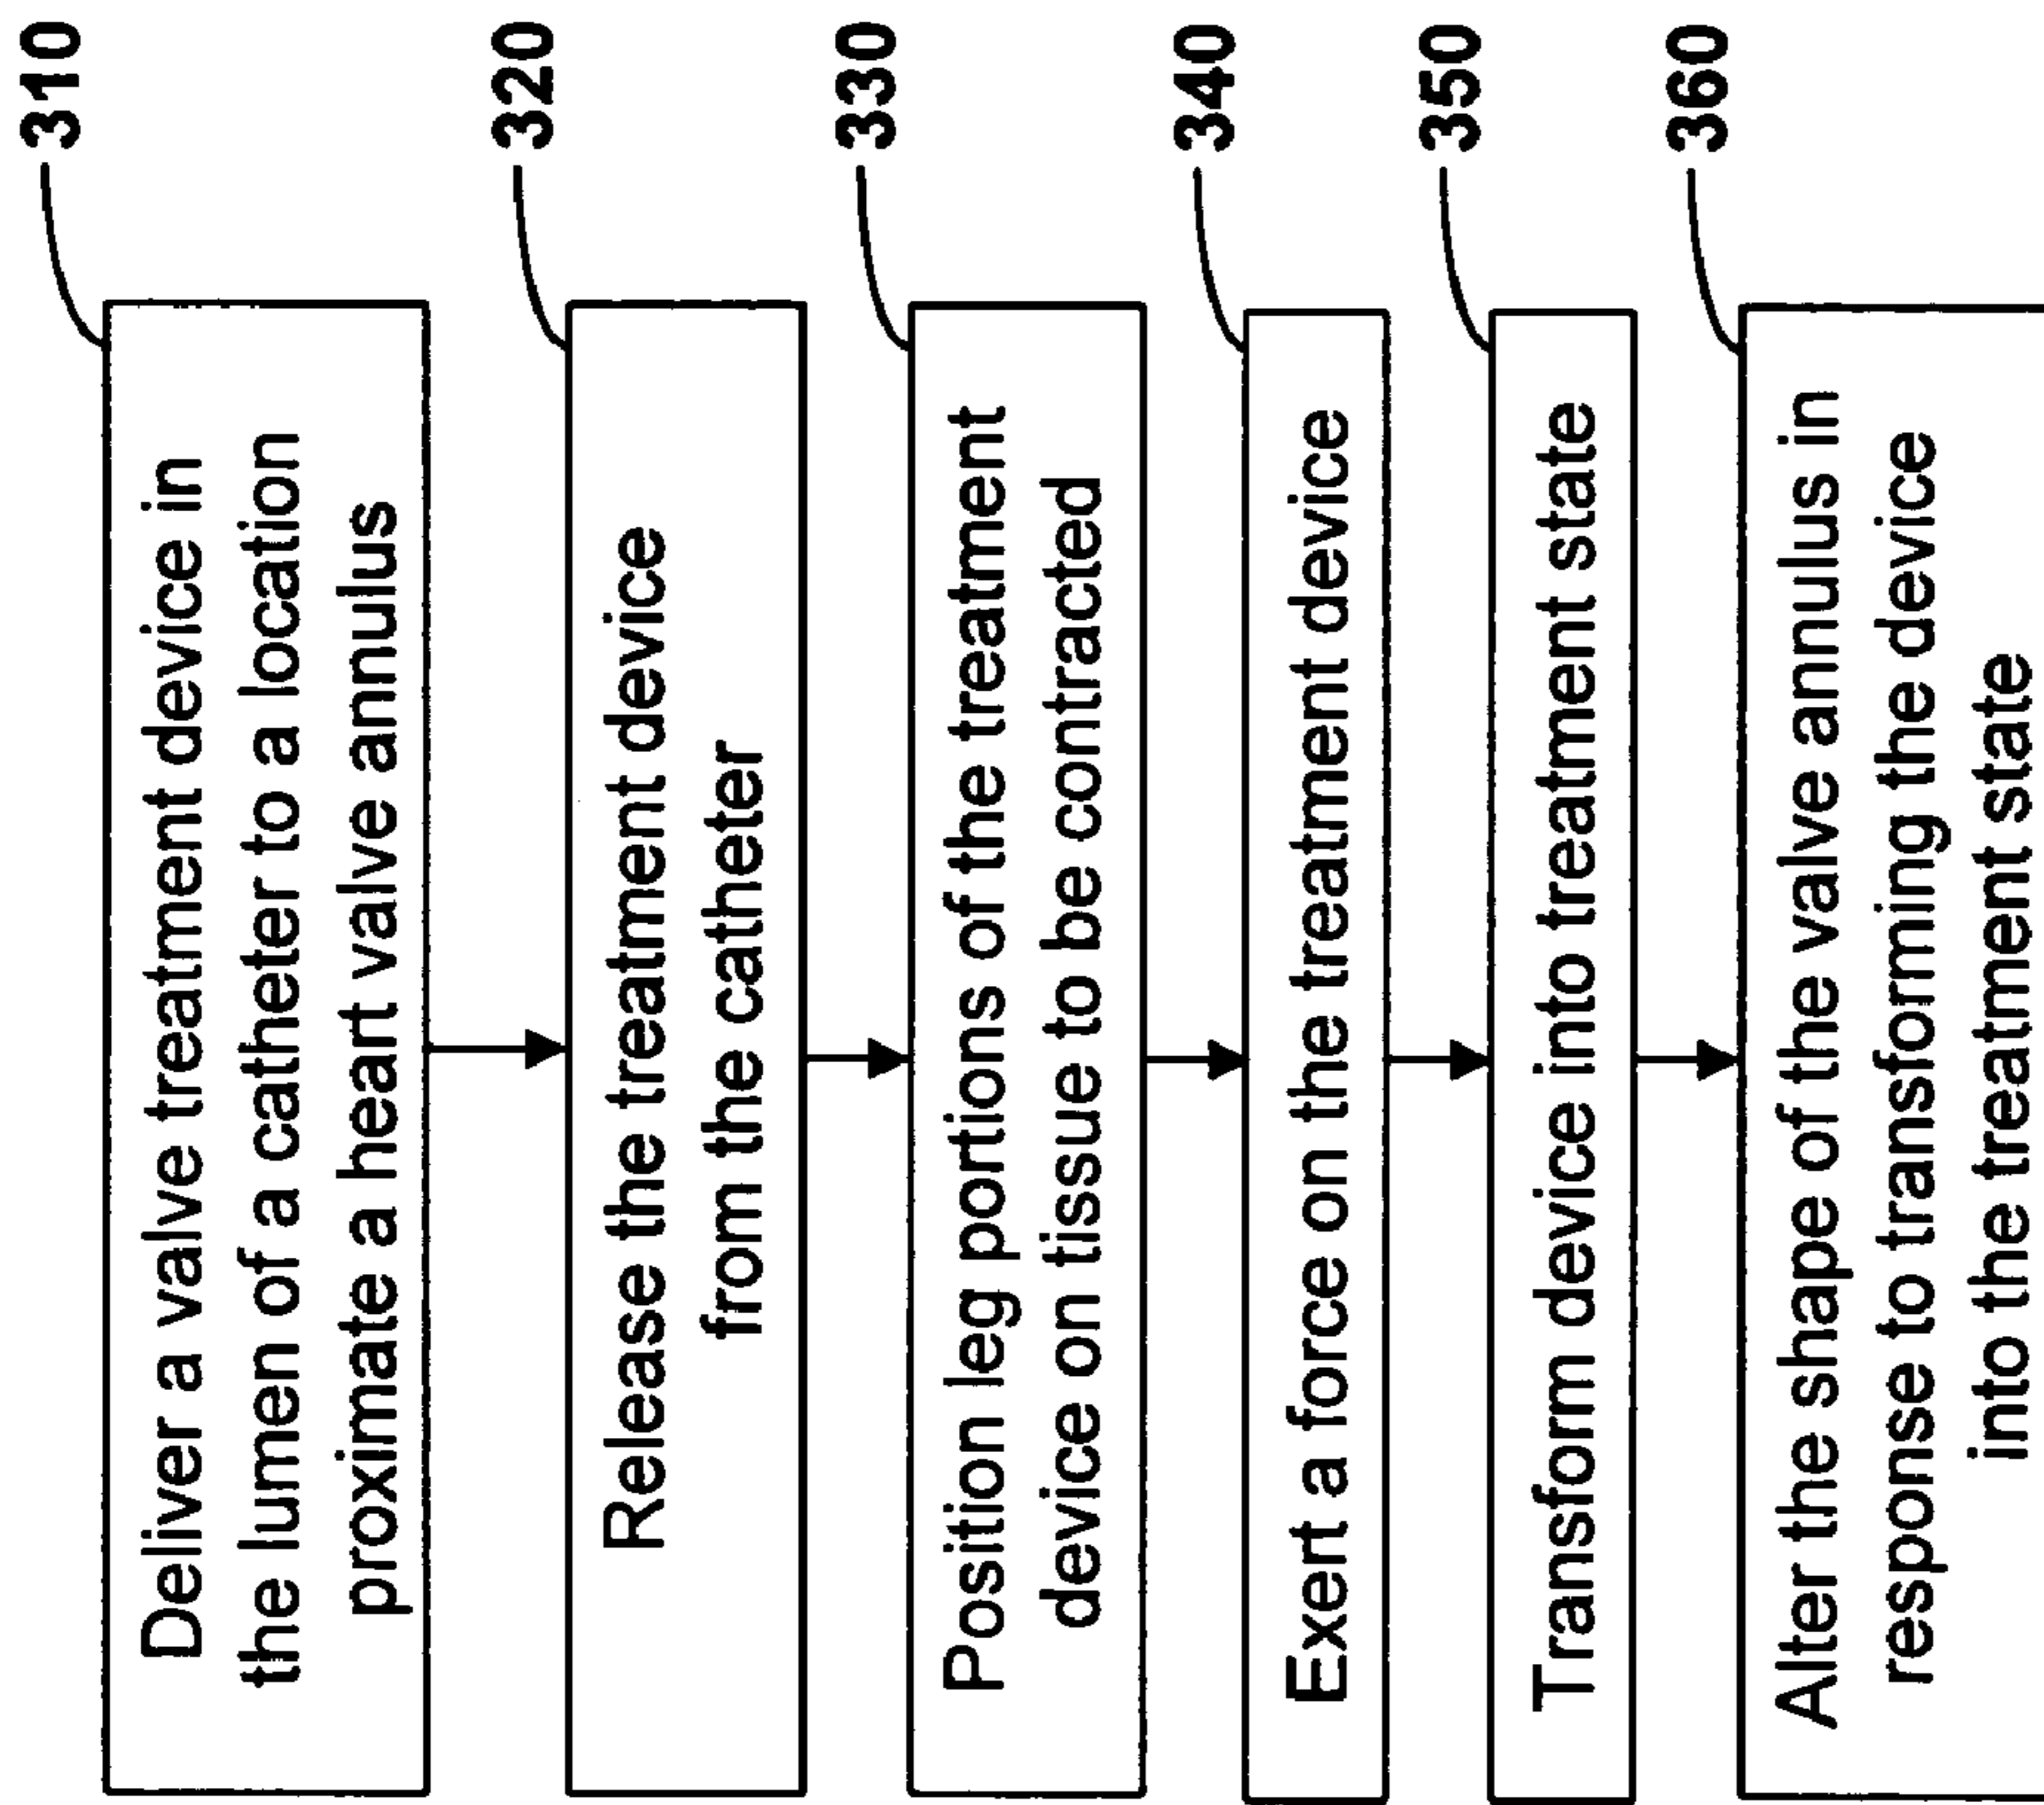 310
Deliver a valve treatment device in
the lumen of a catheter to a location
proximate a heart valve annulus
320
Release the treatment device
from the catheter
330
Position leg portions of the treatment
device on tissue to be contracted
340
Exert a force on the treatment device
350
Transform device into treatment state
360
Alter the shape of the valve annulus in
response to transforming the device
into the treatment state